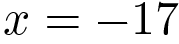 x = −17